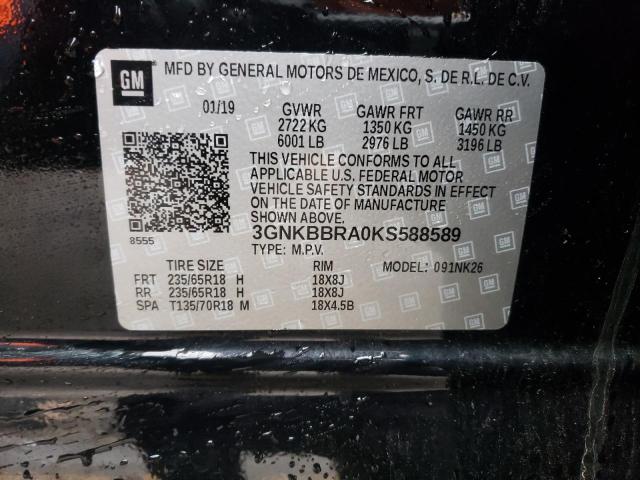 GM
MFD BY GENERAL MOTORS DE MEXICO, S. DE R.L. DE C.V.
01/19 GVWR GAWR FRT GAWR RR
2722 KG 1350 KG 1450 KG
6001 LB 2976 LB 3196 LB
THIS VEHICLE CONFORMS TO ALL
APPLICABLE U.S. FEDERAL MOTOR
VEHICLE SAFETY STANDARDS IN EFFECT
ON THE DATE OF MANUFACTURE
SHOWN ABOVE.
8555 3GNKBBRA0KS588589
TYPE: M.P.V.
TIRE SIZE RIM MODEL: 091NK26
FRT 235/65R18 H 18X8J
RR 235/65R18 H 18X8J
SPA T135/70R18 M 18X4.5B